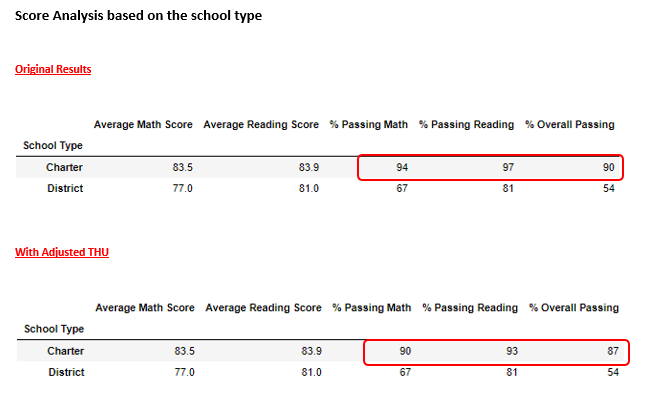 Score Analysis based on the school type
Original Results
Average Math Score Average Reading Score % Passing Math % Passing Reading % Overall Passing
School Type
Charter 83.5 83.9 94 97 90
District 77.0 81.0 67 81 54
With Adjusted THU
Average Math Score Average Reading Score % Passing Math % Passing Reading % Overall Passing
School Type
Charter 83.5 83.9 90 93 87
District 77.0 81.0 67 81 54